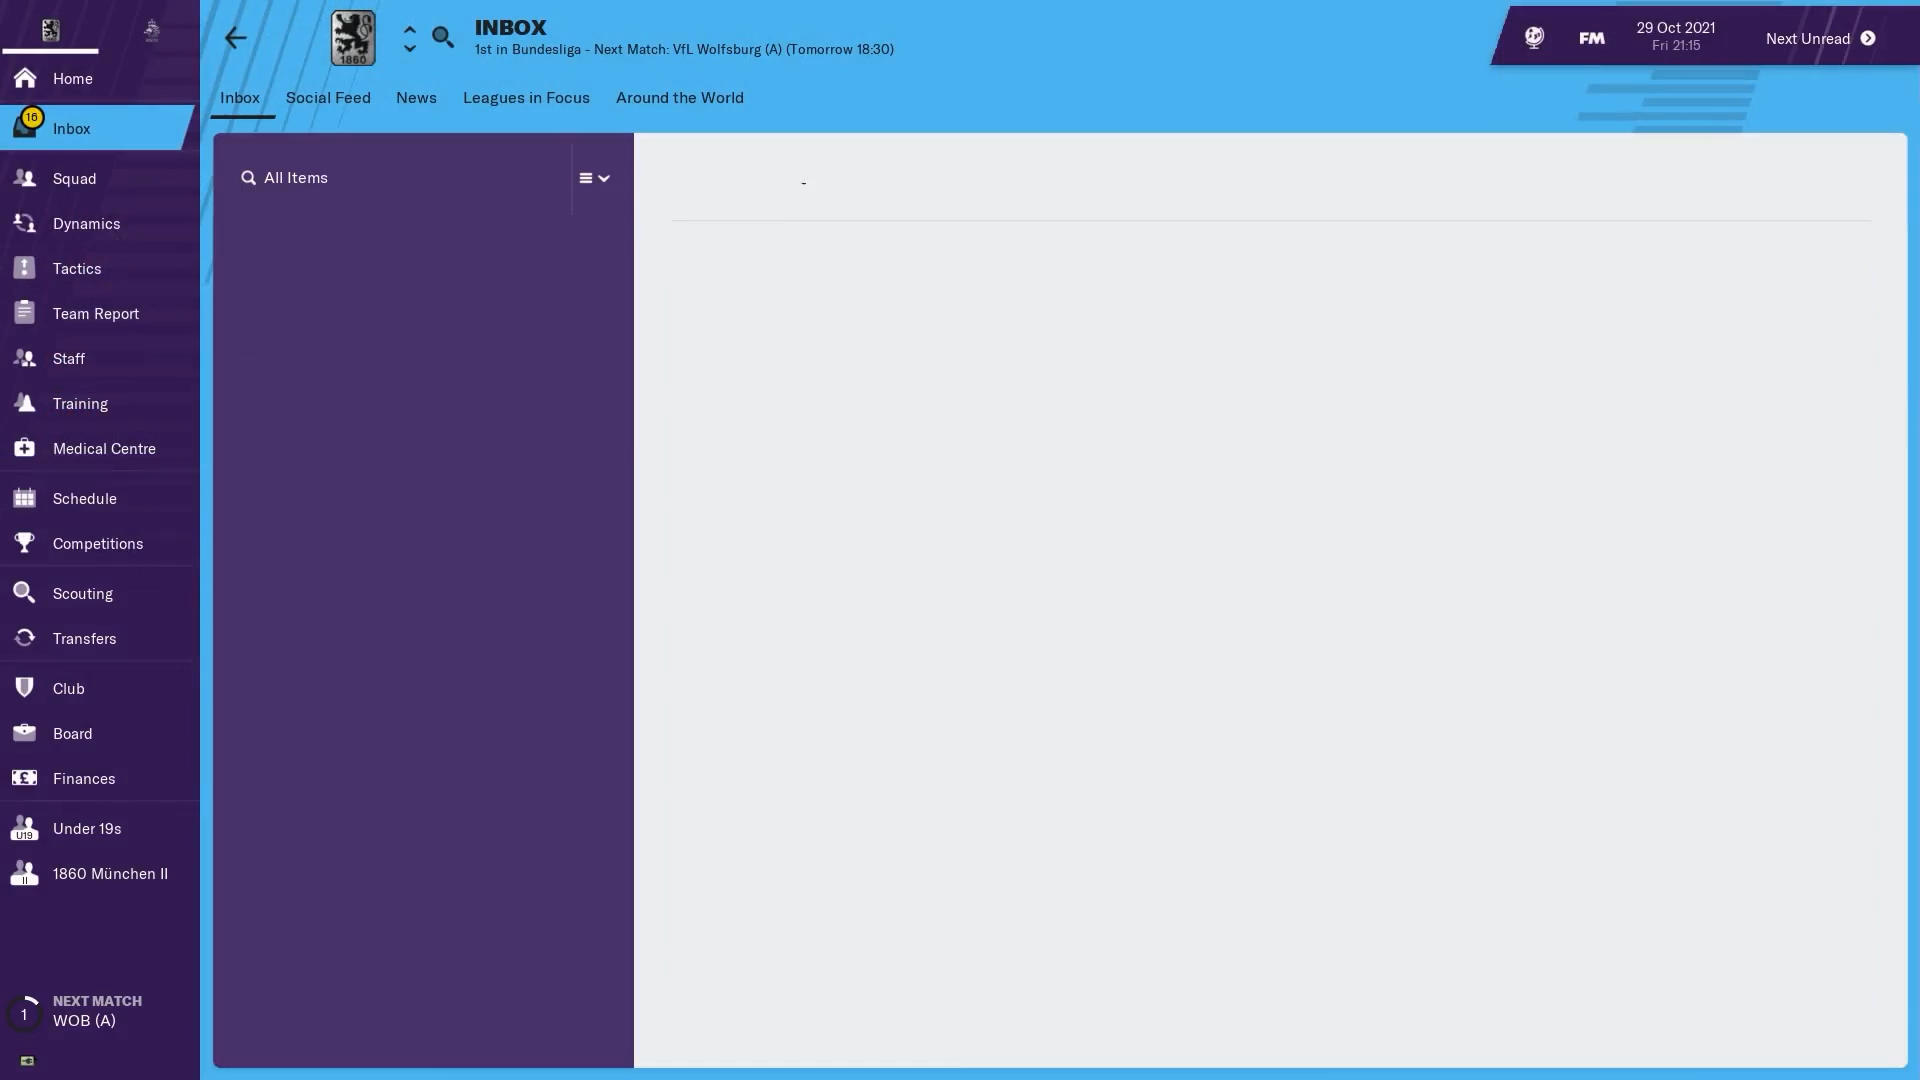 INBOX
1860
1st in Bundesliga - Next Match: VfL Wolfsburg (A) (Tomorrow 18:30)
FM
29 Oct 2021
Fri 21:15
Next Unread
Inbox
Social Feed
News
Leagues in Focus
Around the World
Home
16
Inbox
Squad
Dynamics
Tactics
Team Report
Staff
Training
Medical Centre
Schedule
Competitions
Scouting
Transfers
Club
Board
Finances
U19
Under 19s
II
1860 München II
1
NEXT MATCH
WOB (A)
All Items
-